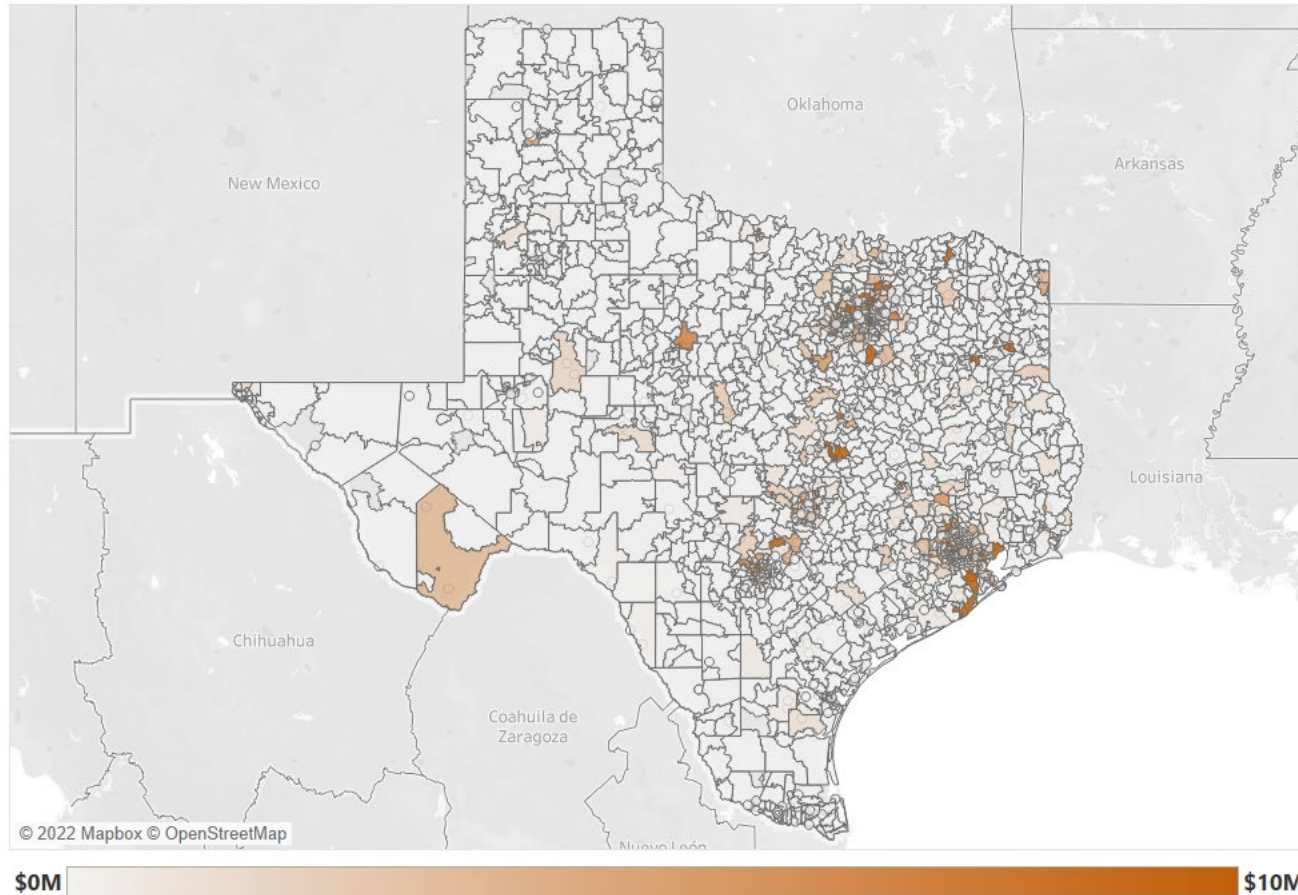 Oklahoma
Arkansas
New Mexico
Louisiana
Chihuahua
Coahuila de
Zaragoza
Nuevo León
© 2022 Mapbox © OpenStreetMap
$0M
$10M